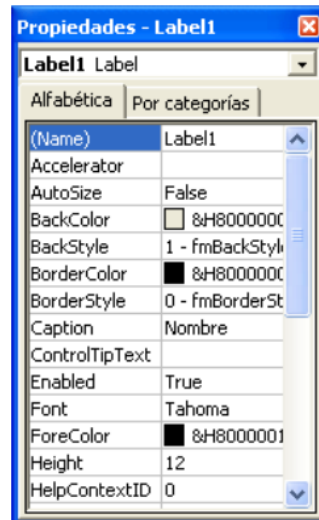 Propiedades - Label1
Label1 Label
Alfabética Por categorías
(Name) Label1
Accelerator
AutoSize False
BackColor &H8000000
BackStyle 1 - fmBackStyl
BorderColor &H8000000
BorderStyle 0 - fmBorderSt
Caption Nombre
ControlTipText
Enabled True
Font Tahoma
ForeColor &H8000001
Height 12
HelpContextID 0